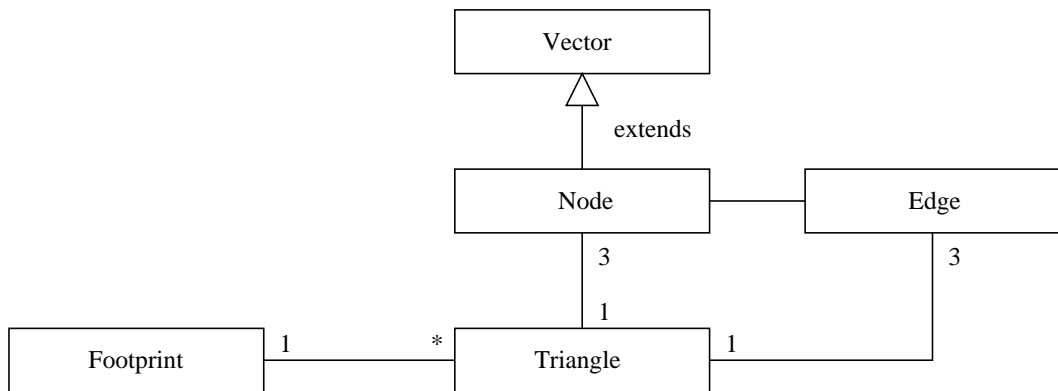 Vector
extends
Node
Edge
3
3
1
Footprint
1
*
Triangle
1